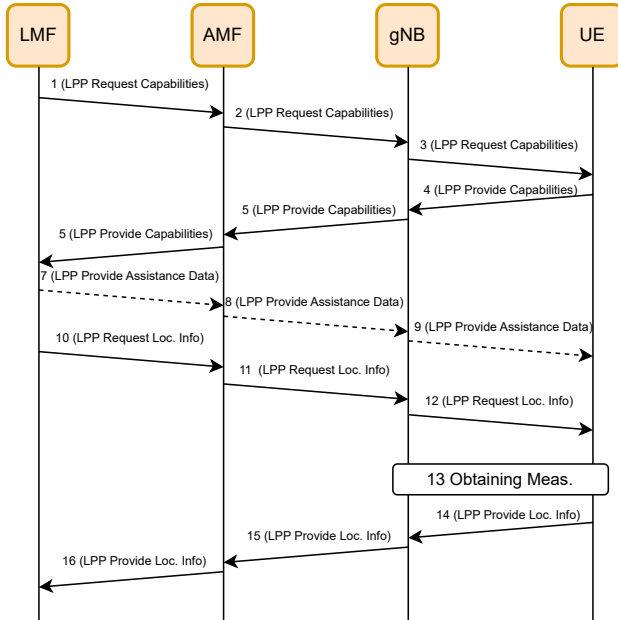 LMF
AMF
gNB
UE
1 (LPP Request Capabilities)
2 (LPP Request Capabilities)
3 (LPP Request Capabilities)
4 (LPP Provide Capabilities)
5 (LPP Provide Capabilities)
5 (LPP Provide Capabilities)
7 (LPP Provide Assistance Data)
8 (LPP Provide Assistance Data)
9 (LPP Provide Assistance Data)
10 (LPP Request Loc. Info)
11 (LPP Request Loc. Info)
12 (LPP Request Loc. Info)
13 Obtaining Meas.
14 (LPP Provide Loc. Info)
15 (LPP Provide Loc. Info)
16 (LPP Provide Loc. Info)